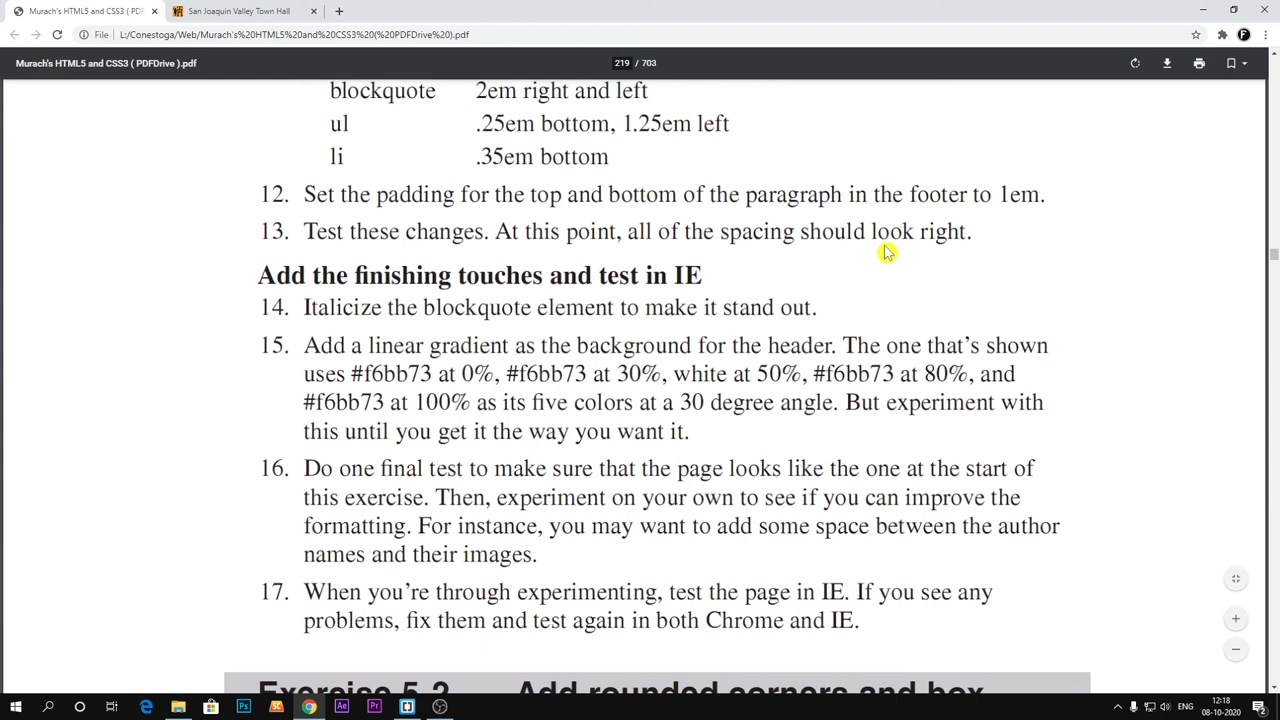 Murach's HTML5 and CSS3 ( PDF
San Joaquin Valley Town Hall
File
L:/Conestoga/Web/Murach's%20HTML5%20and%20CSS3%20(%20PDFDrive%20).pdf
Murach's HTML5 and CSS3 ( PDFDrive ).pdf
219 / 703
blockquote 2em right and left
ul .25em bottom, 1.25em left
li .35em bottom
12. Set the padding for the top and bottom of the paragraph in the footer to 1em.
13. Test these changes. At this point, all of the spacing should look right.
Add the finishing touches and test in IE
14. Italicize the blockquote element to make it stand out.
15. Add a linear gradient as the background for the header. The one that's shown
uses #f6bb73 at 0%, #f6bb73 at 30%, white at 50%, #f6bb73 at 80%, and
#f6bb73 at 100% as its five colors at a 30 degree angle. But experiment with
this until you get it the way you want it.
16. Do one final test to make sure that the page looks like the one at the start of
this exercise. Then, experiment on your own to see if you can improve the
formatting. For instance, you may want to add some space between the author
names and their images.
17. When you're through experimenting, test the page in IE. If you see any
problems, fix them and test again in both Chrome and IE.
Exercise 5-2 Add rounded corners and box
Ps
Ae
Pr
ENG
12:18
08-10-2020